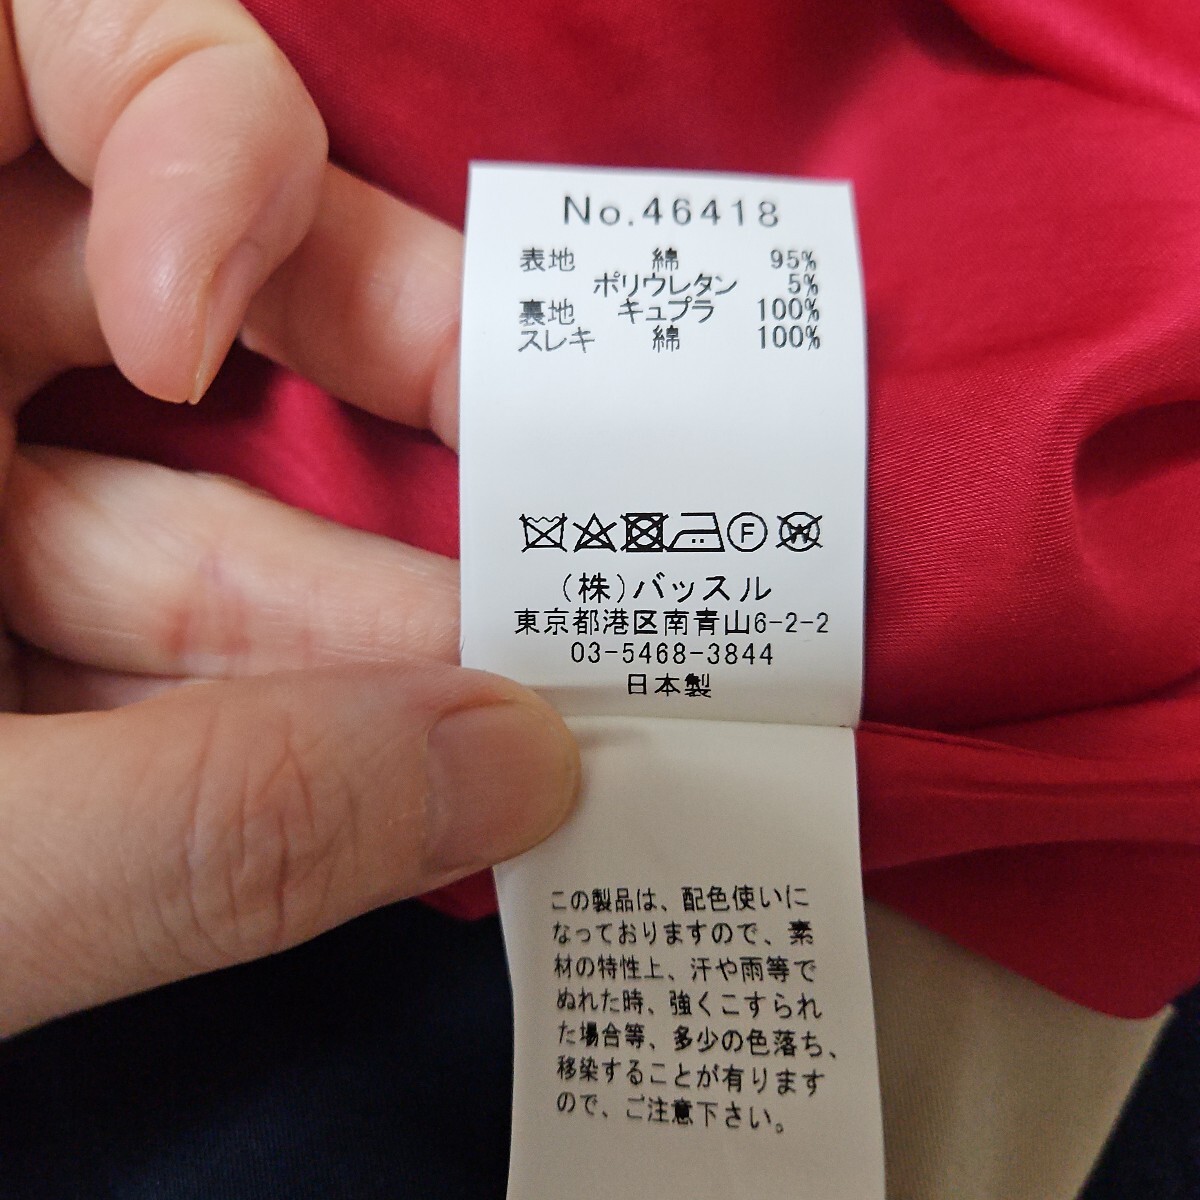 No.46418
表地 綿 95%
ポリウレタン 5%
裏地 キュプラ 100%
スレキ 綿 100%
F W
(株)バッスル
東京都港区南青山6-2-2
03-5468-3844
日本製
この製品は、配色使いに
なっておりますので、素
材の特性上、汗や雨等で
ぬれた時、強くこすられ
た場合等、多少の色落ち、
移染することが有ります
ので、ご注意下さい。